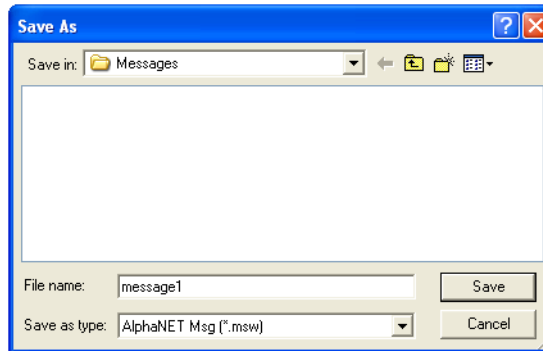 Save As
Save in: Messages
File name: message1 Save
Save as type: AlphaNET Msg (*.msw) Cancel